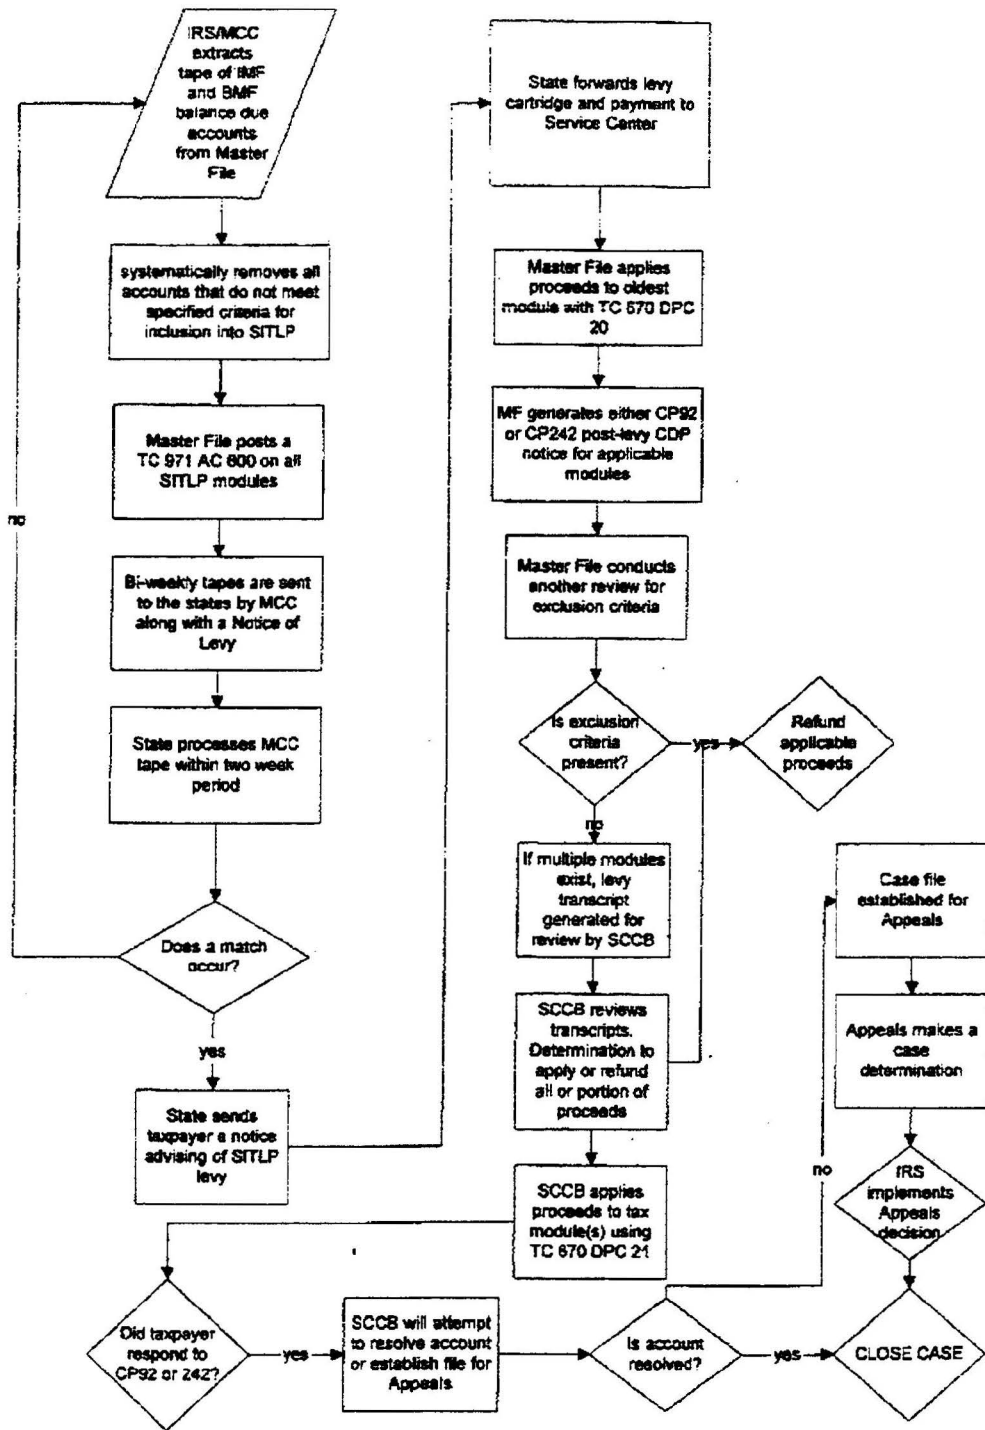 IRS/MCC
extracts
tape of IMF
and BMF
balance due
accounts
from Master
File
systematically removes all
accounts that do not meet
specified criteria for
inclusion into SITLP
Master File posts a
TC 971 AC 600 on all
SITLP modules
no
Bi-weekly tapes are sent
to the states by MCC
along with a Notice of
Levy
State processes MCC
tape within two week
period
Does a match
occur?
yes
State sends
taxpayer a notice
advising of SITLP
levy
State forwards levy
cartridge and payment to
Service Center
Master File applies
proceeds to oldest
module with TC 670 DPC
20
MF generates either CP92
or CP242 post-levy CDP
notice for applicable
modules
Master File conducts
another review for
exclusion criteria
Is exclusion
criteria
present?
yes
Refund
applicable
proceeds
no
If multiple modules
exist, levy
transcript
generated for
review by SCCB
SCCB reviews
transcripts.
Determination to
apply or refund
all or portion of
proceeds
SCCB applies
proceeds to tax
module(s) using
TC 670 DPC 21
Did taxpayer
respond to
CP92 or 242?
yes
SCCB will attempt
to resolve account
or establish file for
Appeals
Is account
resolved?
yes
no
Case file
established for
Appeals
Appeals makes a
case
determination
IRS
implements
Appeals
decision
CLOSE CASE